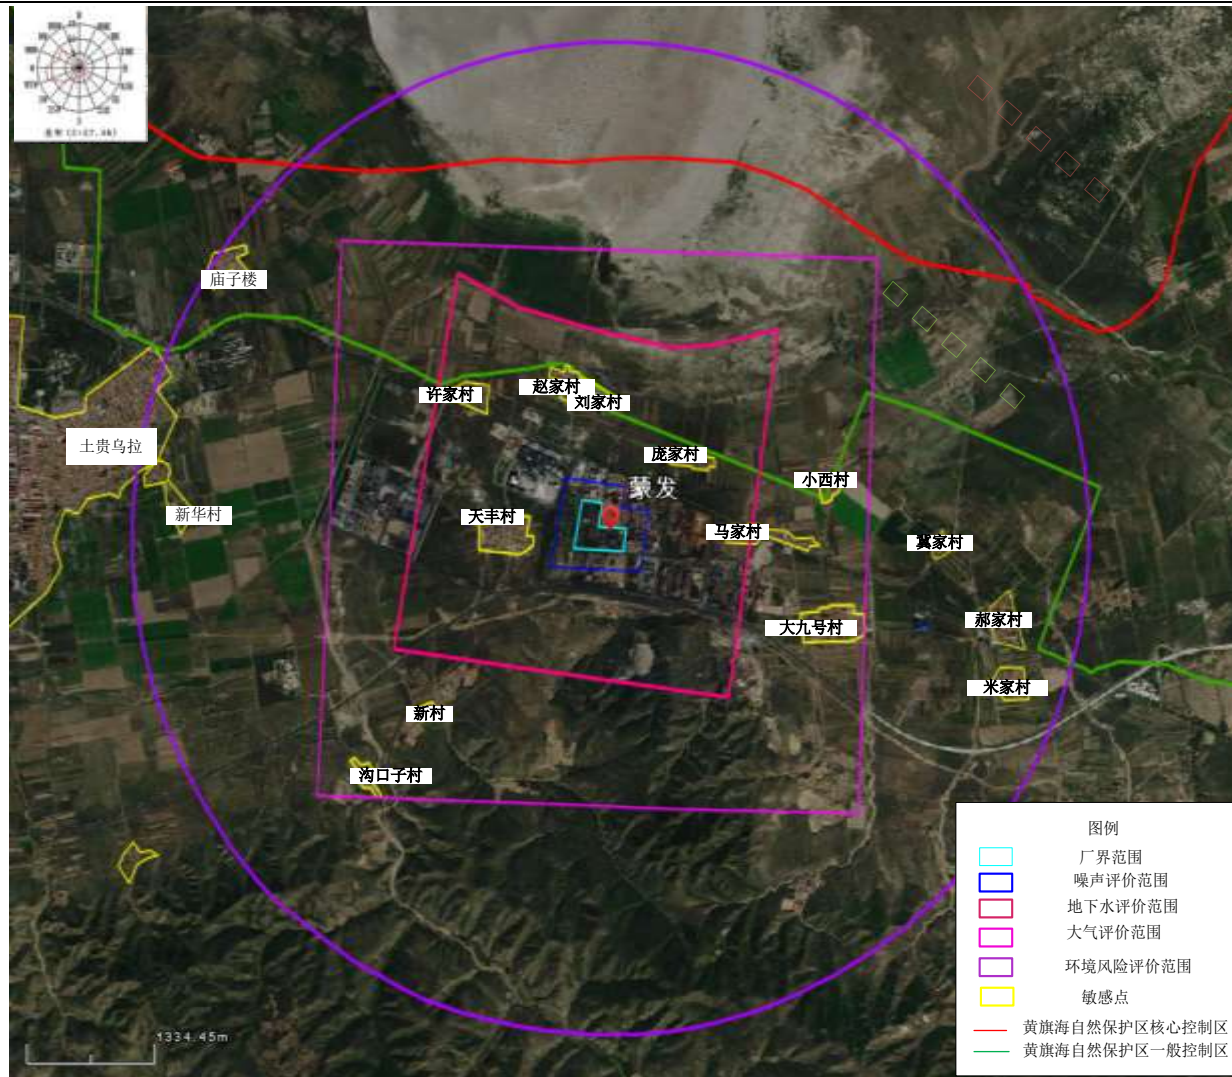 庙子楼
许家村
赵家村
刘家村
土贵乌拉
庞家村
小西村
蒙发
新华村
大丰村
马家村
冀家村
郝家村
大九号村
米家村
新村
沟口子村
1334.45m
图例
厂界范围
噪声评价范围
地下水评价范围
大气评价范围
环境风险评价范围
敏感点
黄旗海自然保护区核心控制区
黄旗海自然保护区一般控制区